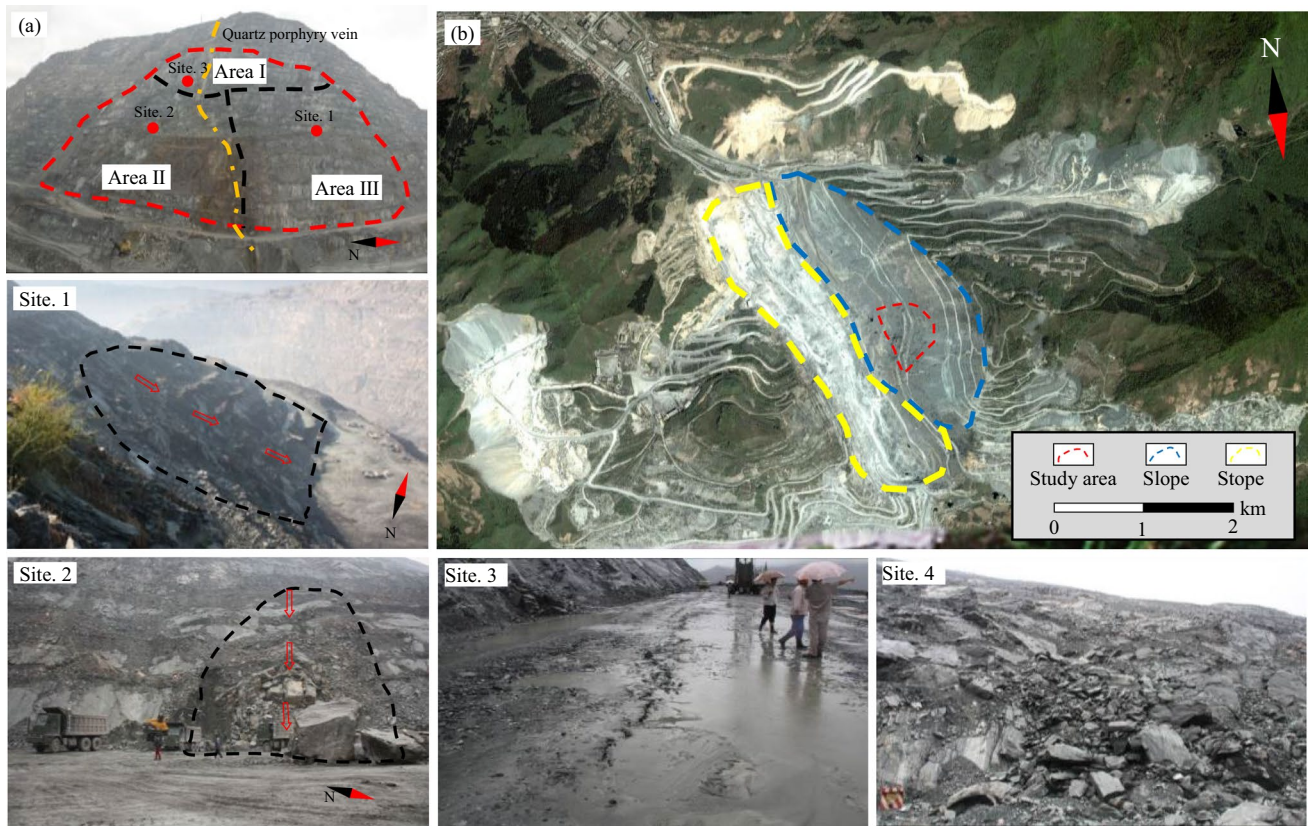 (a)
Quartz porphyry vein
Site. 3
Area I
Site. 2
Site. 1
Area II
Area III
N
(b)
N
Study area
Slope
Stope
0
1
2
km
Site. 1
N
Site. 2
N
Site. 3
Site. 4